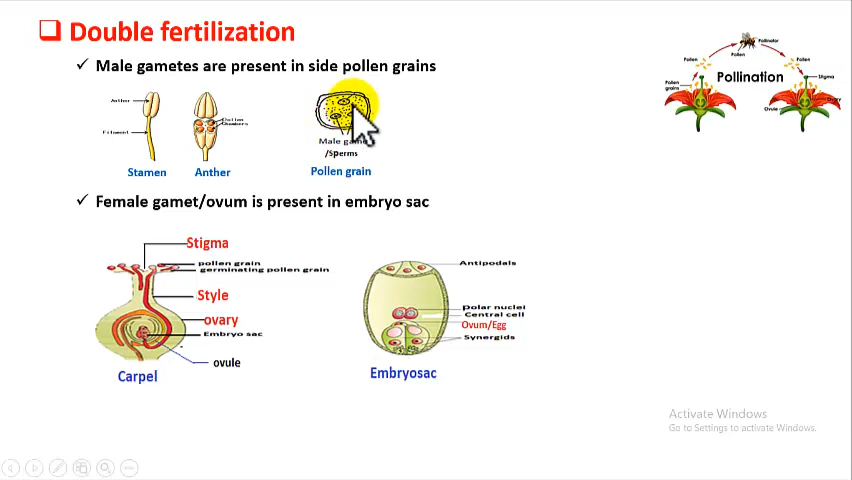 Double fertilization
Male gametes are present in side pollen grains
Anther
Filament
Stamen
Pollen
Chambers
Anther
Male game
/Sperms
Pollen grain
Pollen
Pollinator
Pollen
Pollen
Pollen
grains
Pollination
Stigma
Ovary
Ovule
Female gamet/ovum is present in embryo sac
Stigma
pollen grain
germinating pollen grain
Style
ovary
Embryo sac
ovule
Carpel
Antipodals
polar nuclei
Central cell
Ovum/Egg
Synergids
Embryosac
Activate Windows
Go to Settings to activate Windows.